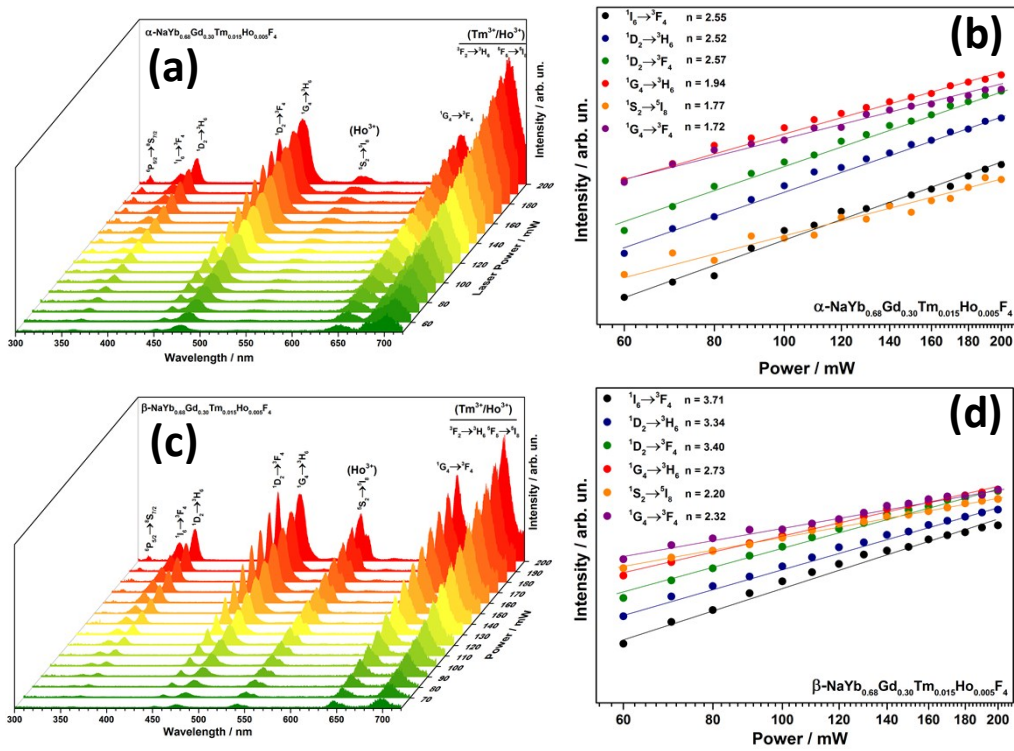 (a)
α-NaYb0.68Gd0.30Tm0.015Ho0.005F4
(Tm3+/Ho3+)
3F2→3H6 5F5→5I8
6P5/2→8S7/2
1I6→3F4
1D2→3H6
1D2→3F4
1G4→3H6
(Ho3+)
5S2→5I8
1G4→3F4
Intensity / arb. un.
200
180
160
140
120
100
80
60
Laser Power / mW
300 350 400 450 500 550 600 650 700
Wavelength / nm
(b)
1I6→3F4 n = 2.55
1D2→3H6 n = 2.52
1D2→3F4 n = 2.57
1G4→3H6 n = 1.94
1S2→5I8 n = 1.77
1G4→3F4 n = 1.72
Intensity / arb. un.
α-NaYb0.68Gd0.30Tm0.015Ho0.005F4
60 80 100 120 140 160 180 200
Power / mW
(c)
β-NaYb0.68Gd0.30Tm0.015Ho0.005F4
(Tm3+/Ho3+)
3F2→3H6 5F5→5I8
6P5/2→8S7/2
1I6→3F4
1D2→3H6
1D2→3F4
1G4→3H6
(Ho3+)
5S2→5I8
1G4→3F4
Intensity / arb. un.
200
190
180
170
160
150
140
130
120
110
100
90
80
70
Power / mW
300 350 400 450 500 550 600 650 700
Wavelength / nm
(d)
1I6→3F4 n = 3.71
1D2→3H6 n = 3.34
1D2→3F4 n = 3.40
1G4→3H6 n = 2.73
1S2→5I8 n = 2.20
1G4→3F4 n = 2.32
Intensity / arb. un.
β-NaYb0.68Gd0.30Tm0.015Ho0.005F4
60 80 100 120 140 160 180 200
Power / mW